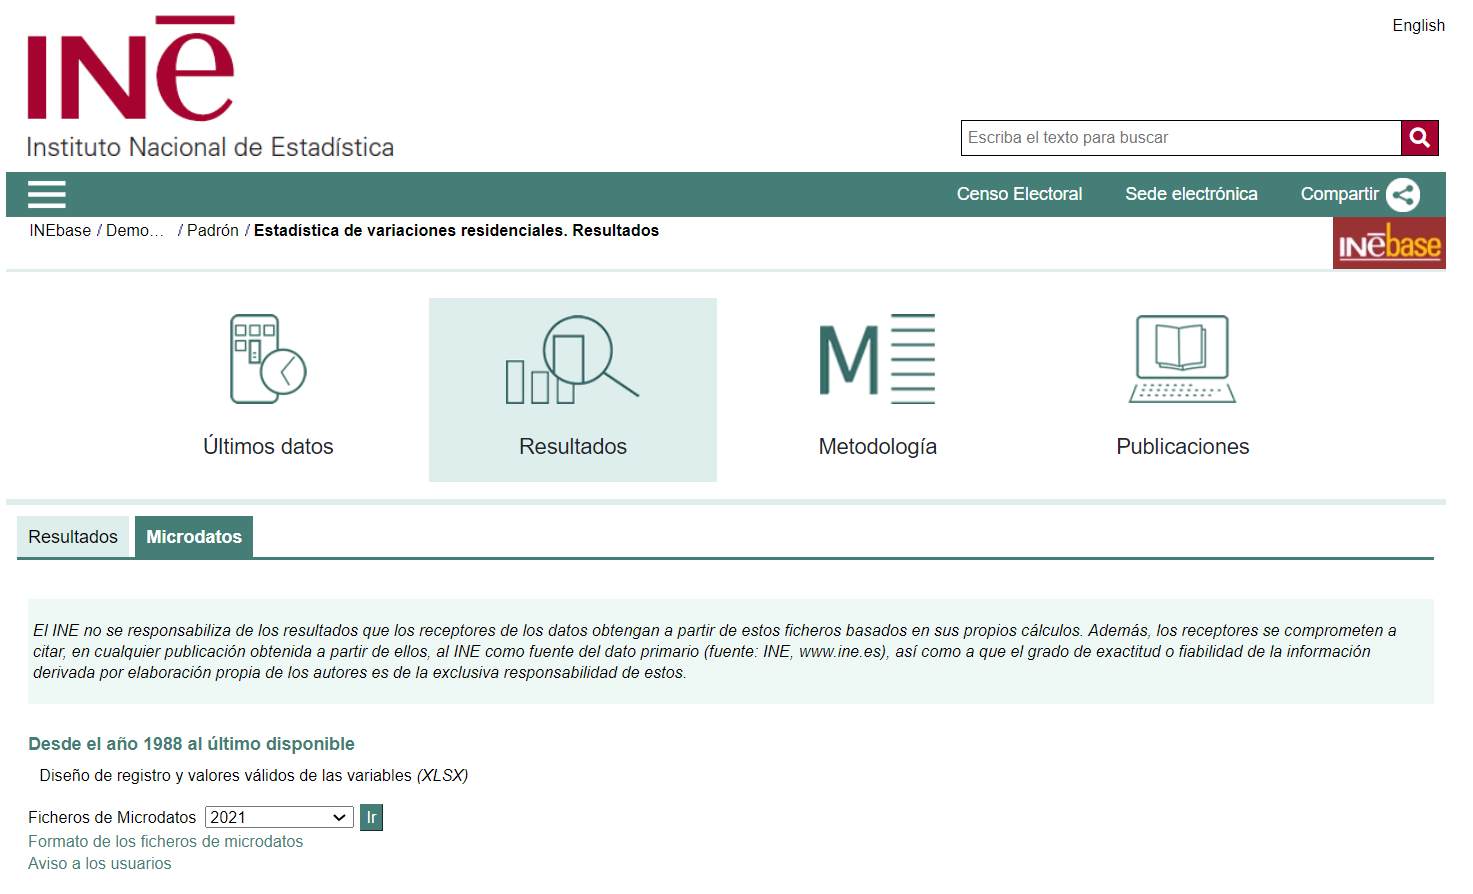 English
INe
Instituto Nacional de Estadística
Escriba el texto para buscar
Censo Electoral Sede electrónica Compartir
INEbase / Demo... / Padrón / Estadística de variaciones residenciales. Resultados
INebase
Últimos datos Resultados Metodología Publicaciones
M
Resultados Microdatos
El INE no se responsabiliza de los resultados que los receptores de los datos obtengan a partir de estos ficheros basados en sus propios cálculos. Además, los receptores se comprometen a
citar, en cualquier publicación obtenida a partir de ellos, al INE como fuente del dato primario (fuente: INE, www.ine.es), así como a que el grado de exactitud o fiabilidad de la información
derivada por elaboración propia de los autores es de la exclusiva responsabilidad de estos.
Desde el año 1988 al último disponible
Diseño de registro y valores válidos de las variables (XLSX)
Ficheros de Microdatos 2021 Ir
Formato de los ficheros de microdatos
Aviso a los usuarios